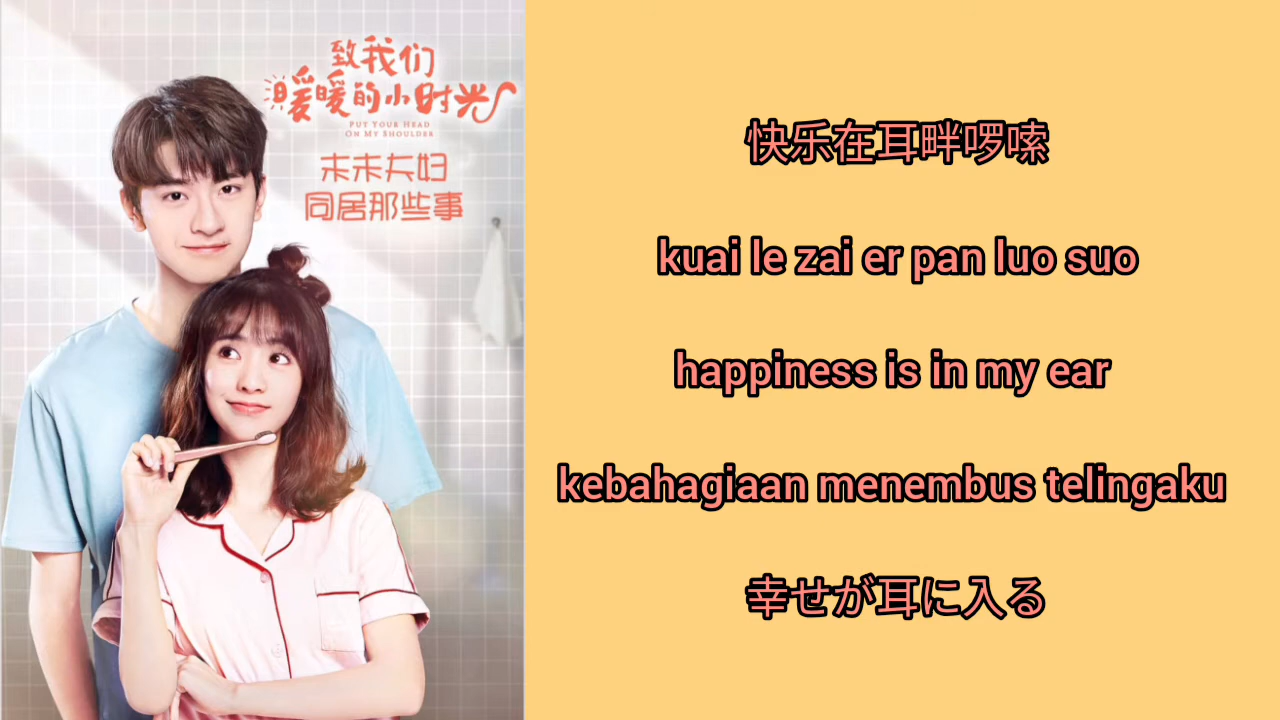 致我们
暖暖的小时光
PUT YOUR HEAD
ON MY SHOULDER
未未夫妇
同居那些事
快乐在耳畔啰嗦
kuai le zai er pan luo suo
happiness is in my ear
kebahagiaan menembus telingaku
幸せが耳に入る